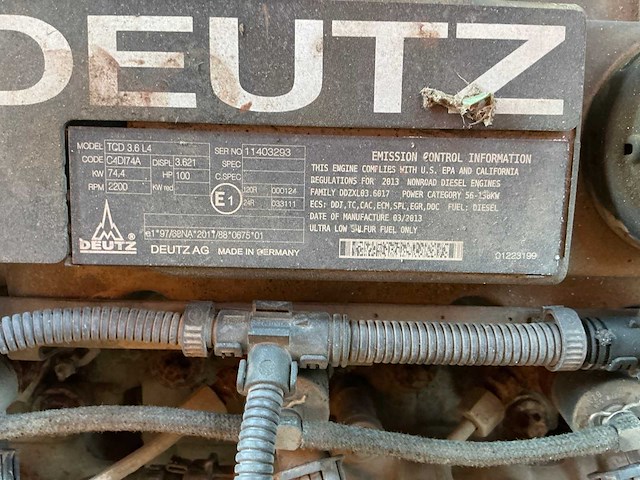 DEUTZ
MODEL TCD 3.6 L4 SER NO 11403293
CODE C4DI74A DISPL 3.621 SPEC
KW 74,4 HP 100 C.SPEC
RPM 2200 KW red
E1 120R 000124
24R 033111
e1*97/68NA*2011/88*0675*01
DEUTZ
DEUTZ AG MADE IN GERMANY
EMISSION CONTROL INFORMATION
THIS ENGINE COMPLIES WITH U.S. EPA AND CALIFORNIA
REGULATIONS FOR 2013 NONROAD DIESEL ENGINES
FAMILY DDZXL03.6017 POWER CATEGORY 56-130KW
ECS: DDI,TC,CAC,ECM,SPL,EGR,DOC FUEL: DIESEL
DATE OF MANUFACTURE 03/2013
ULTRA LOW SULFUR FUEL ONLY
01223199